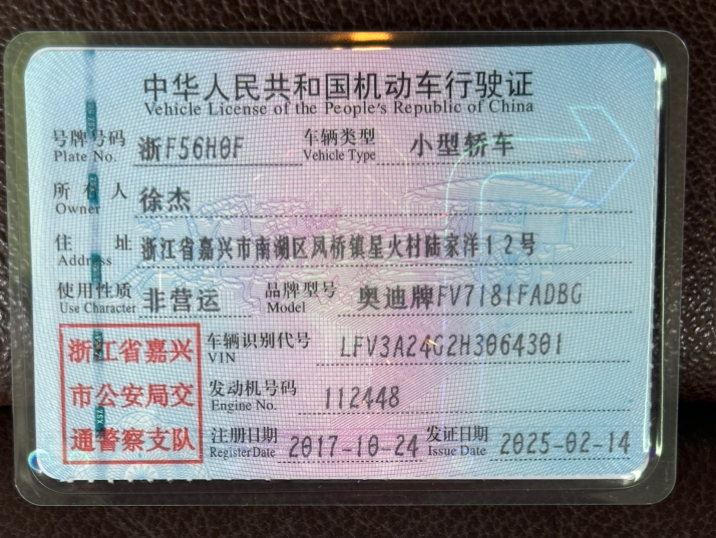 中华人民共和国机动车行驶证
Vehicle License of the People's Republic of China
号牌号码 浙F56H0F 车辆类型 小型轿车
Plate No. Vehicle Type
所有人 徐杰
Owner
住址 浙江省嘉兴市南湖区凤桥镇星火村陆家洋12号
Address
使用性质 非营运 品牌型号 奥迪牌FV7181FADBG
Use Character Model
浙江省嘉兴 车辆识别代号 LFV3A24G2H3064301
VIN
市公安局交 发动机号码 112448
Engine No.
通警察支队 注册日期 2017-10-24 发证日期 2025-02-14
Register Date Issue Date